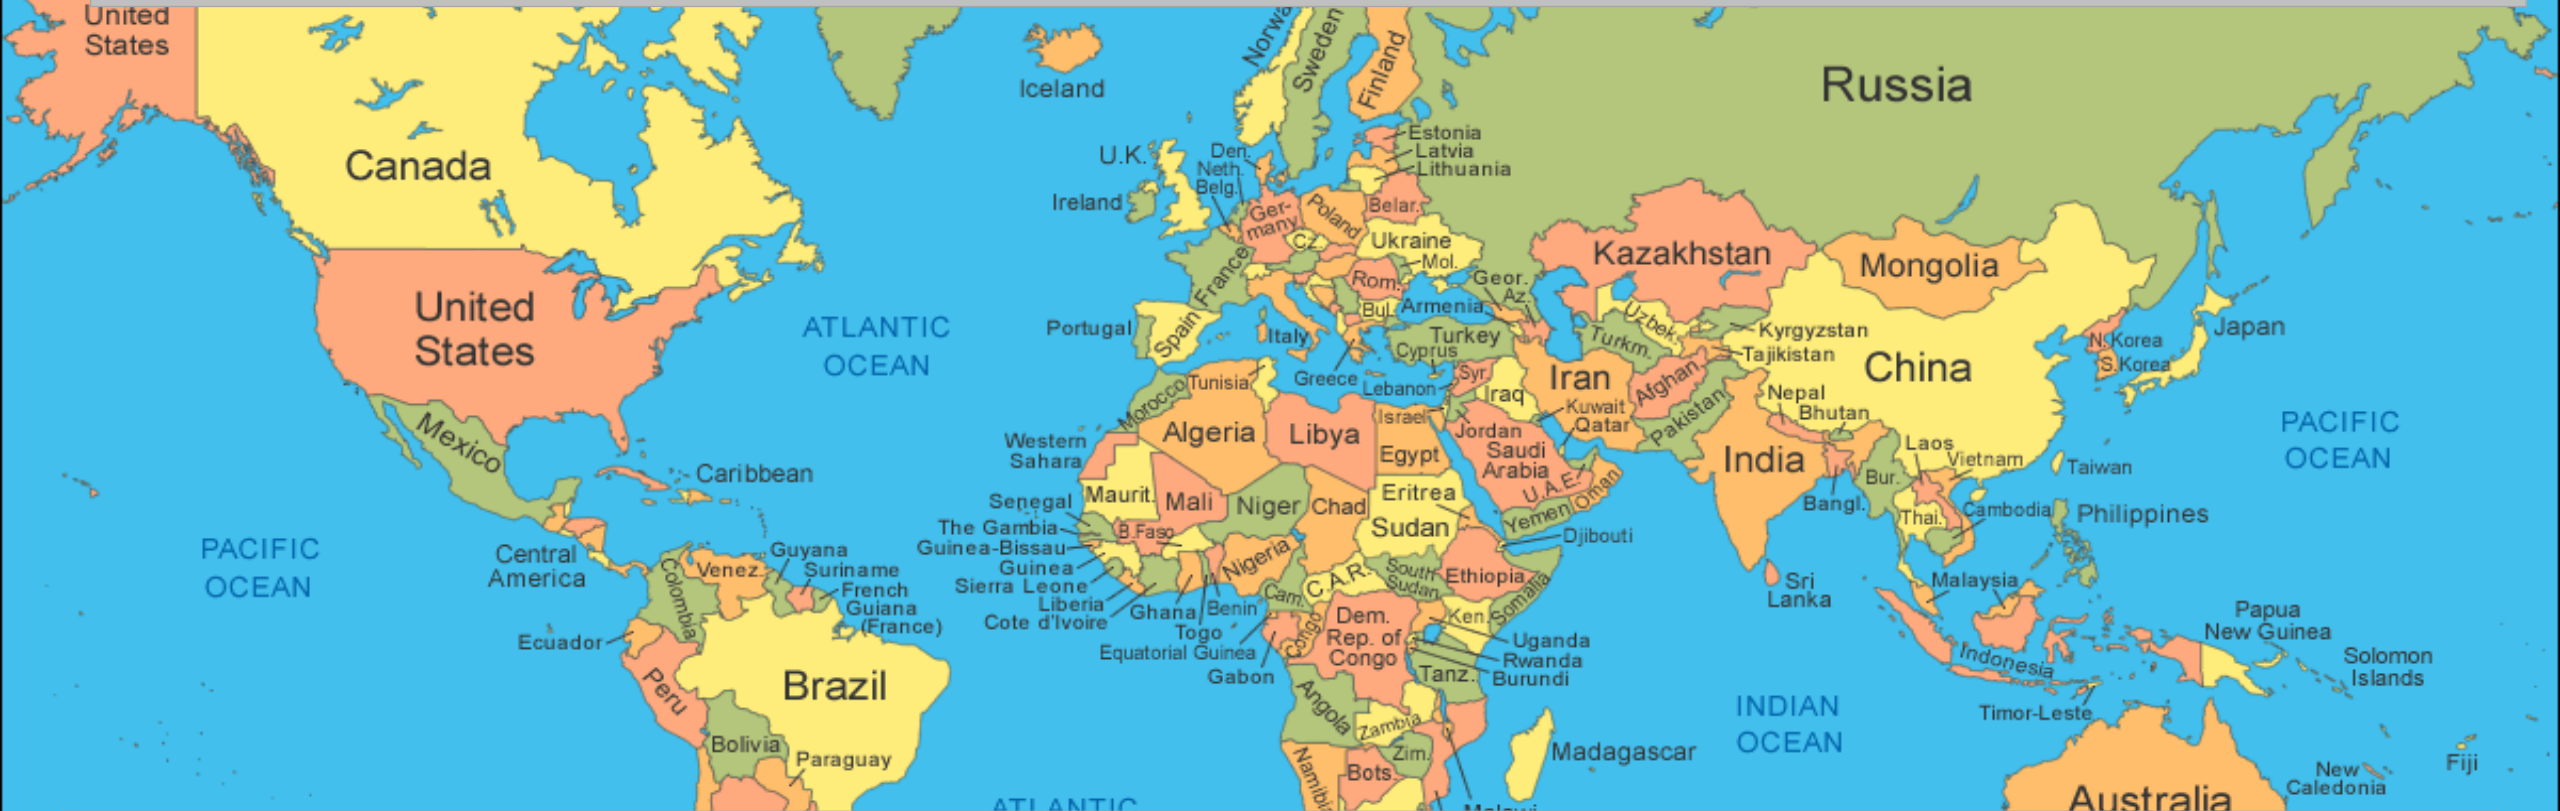 United
States
Canada
United
States
Mexico
ATLANTIC
OCEAN
PACIFIC
OCEAN
Caribbean
Central
America
Guyana
Suriname
French
Guiana
(France)
Venez.
Colombia
Ecuador
Peru
Brazil
Bolivia
Paraguay
Iceland
Norwa
Sweden
Finland
Russia
Estonia
Latvia
Lithuania
U.K.
Ireland
Den.
Neth.
Belg.
Ger-
many
Poland
Belar.
Cz.
Ukraine
Mol.
France
Rom.
Bul.
Portugal
Spain
Italy
Greece
Geor.
Az.
Armenia
Turkey
Cyprus
Lebanon
Syr.
Israel
Iraq
Jordan
Kuwait
Qatar
Saudi
Arabia
U.A.E.
Oman
Yemen
Iran
Kazakhstan
Uzbek.
Turkm.
Kyrgyzstan
Tajikistan
Afghan.
Pakistan
Mongolia
China
N. Korea
S. Korea
Japan
Nepal
Bhutan
India
Bangl.
Bur.
Laos
Vietnam
Thai.
Cambodia
Taiwan
Philippines
Sri
Lanka
Malaysia
Indonesia
Timor-Leste
Papua
New Guinea
Solomon
Islands
PACIFIC
OCEAN
INDIAN
OCEAN
Australia
New
Caledonia
Fiji
Morocco
Tunisia
Algeria
Libya
Egypt
Western
Sahara
Maurit.
Mali
Niger
Chad
Eritrea
Sudan
Djibouti
Senegal
The Gambia
Guinea-Bissau
Guinea
Sierra Leone
Liberia
Cote d'Ivoire
B.Faso
Ghana
Togo
Benin
Nigeria
Cam.
C.A.R.
South
Sudan
Ethiopia
Somalia
Equatorial Guinea
Gabon
Congo
Dem.
Rep. of
Congo
Ken.
Uganda
Rwanda
Burundi
Tanz.
Angola
Zambia
Zim.
Namibi
Bots.
Madagascar
Malawi
ATLANTIC